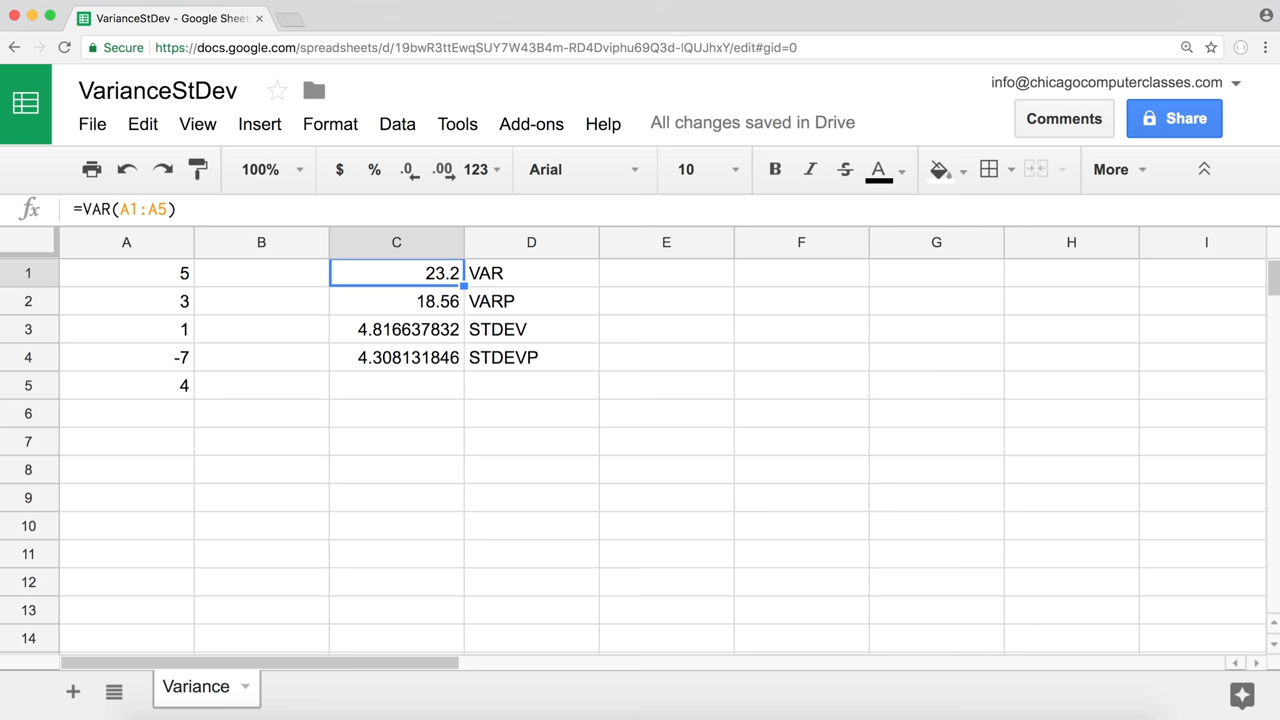 VarianceStDev - Google Sheet
Secure https://docs.google.com/spreadsheets/d/19bwR3ttEwqSUY7W43B4m-RD4Dviphu69Q3d-lQUJhxY/edit#gid=0
VarianceStDev
info@chicagocomputerclasses.com
File Edit View Insert Format Data Tools Add-ons Help All changes saved in Drive
Comments Share
100% $ % .0 .00 123 Arial 10 B I S A More
fx =VAR(A1:A5)
A B C D E F G H I
1 5 23.2 VAR
2 3 18.56 VARP
3 1 4.816637832 STDEV
4 -7 4.308131846 STDEVP
5 4
6
7
8
9
10
11
12
13
14
Variance